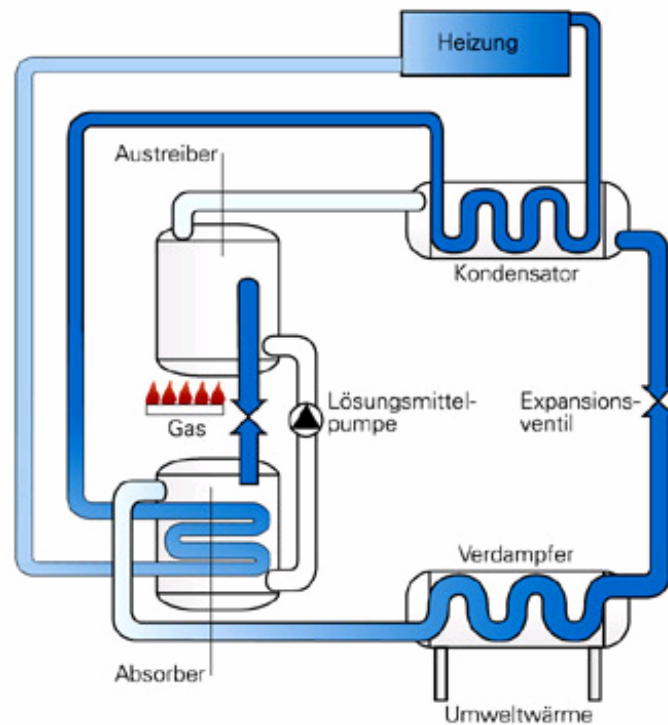 Heizung
Austreiber
Kondensator
Gas
Lösungsmittel-
pumpe
Expansions-
ventil
Verdampfer
Absorber
Umweltwärme